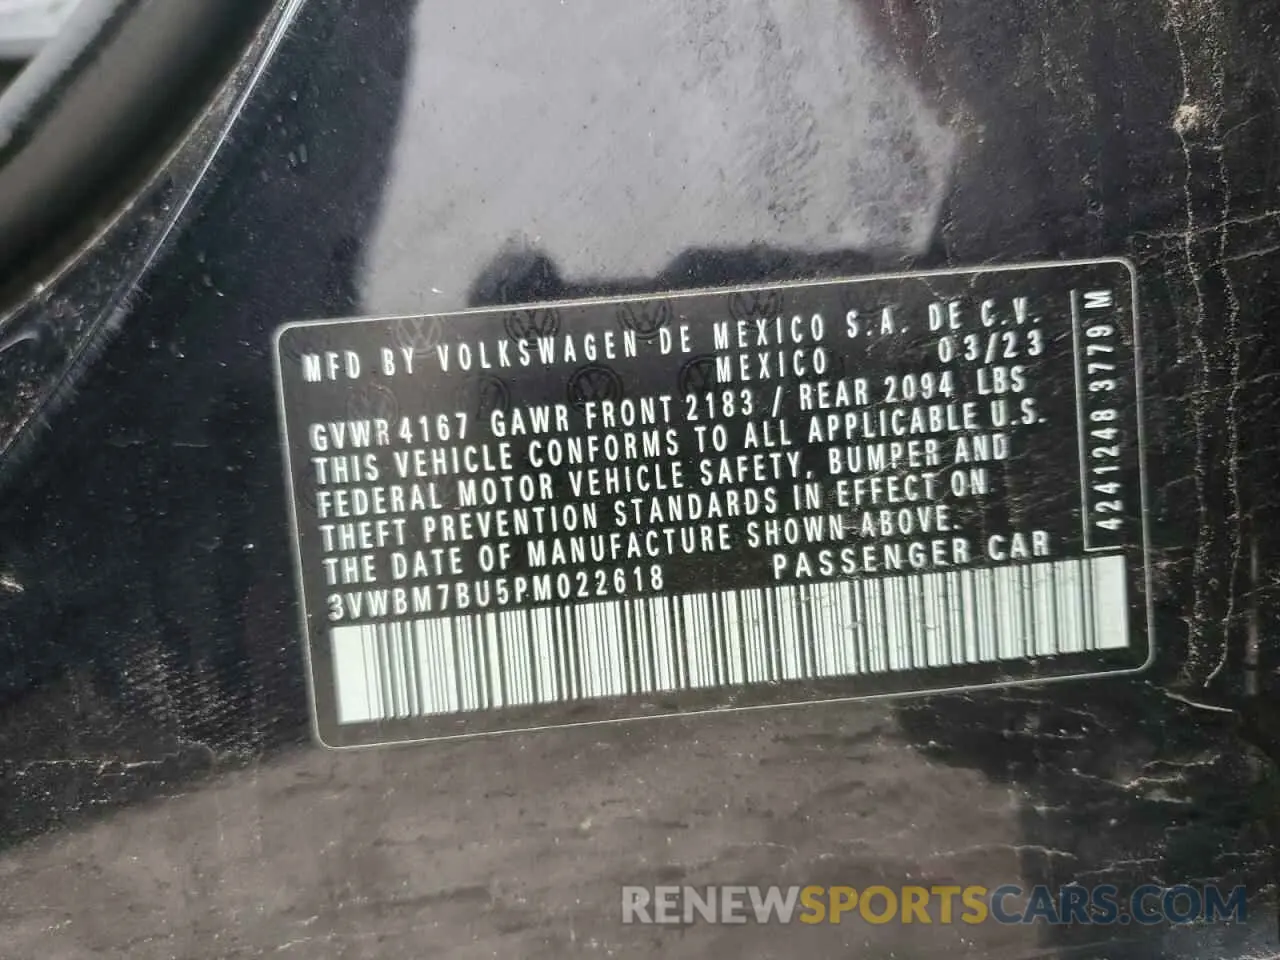 MFD BY VOLKSWAGEN DE MEXICO S.A. DE C.V.
MEXICO 03/23
GVWR 4167 GAWR FRONT 2183 / REAR 2094 LBS
THIS VEHICLE CONFORMS TO ALL APPLICABLE U.S.
FEDERAL MOTOR VEHICLE SAFETY, BUMPER AND
THEFT PREVENTION STANDARDS IN EFFECT ON
THE DATE OF MANUFACTURE SHOWN ABOVE.
3VWBM7BU5PM022618 PASSENGER CAR
4241248 3779 M
RENEWSPORTSCARS.COM